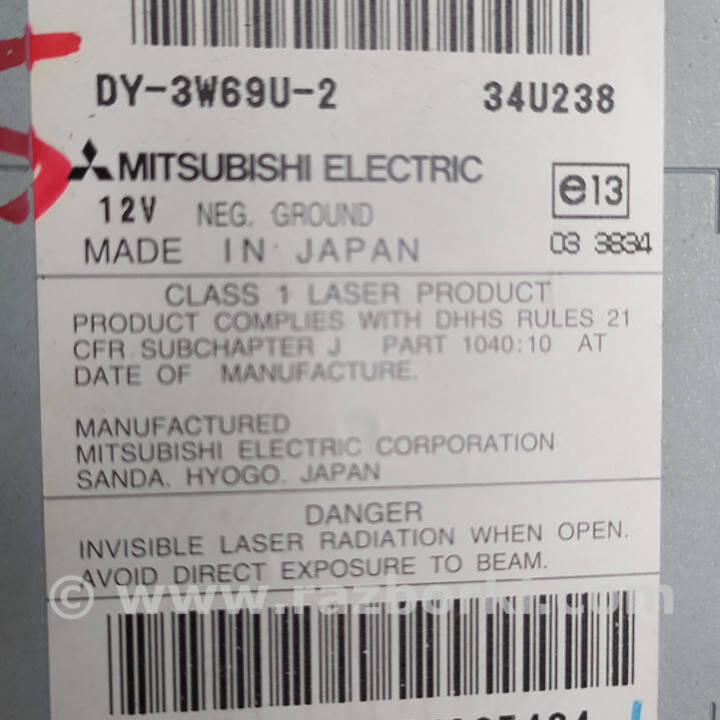 DY-3W69U-2 34U238
MITSUBISHI ELECTRIC
e13
12V NEG. GROUND
MADE IN JAPAN
03 3834
CLASS 1 LASER PRODUCT
PRODUCT COMPLIES WITH DHHS RULES 21
CFR SUBCHAPTER J PART 1040:10 AT
DATE OF MANUFACTURE.
MANUFACTURED
MITSUBISHI ELECTRIC CORPORATION
SANDA, HYOGO, JAPAN
DANGER
INVISIBLE LASER RADIATION WHEN OPEN.
AVOID DIRECT EXPOSURE TO BEAM.
© www.razborki.com